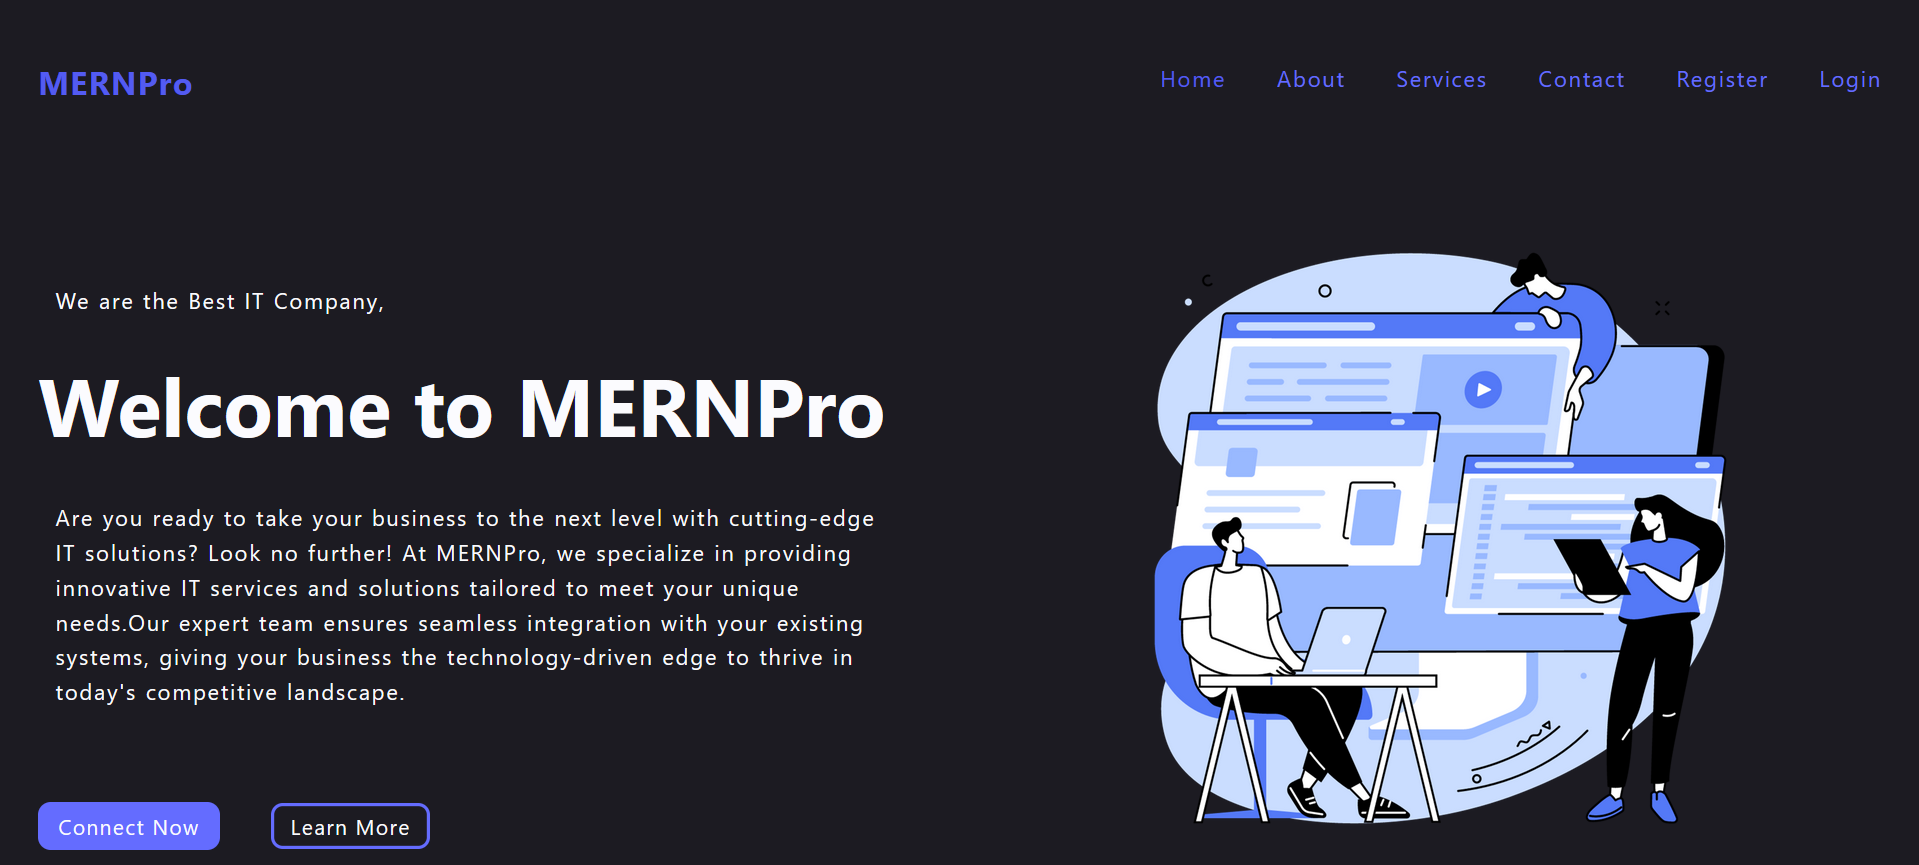 MERNPro
Home About Services Contact Register Login
We are the Best IT Company,
Welcome to MERNPro
Are you ready to take your business to the next level with cutting-edge
IT solutions? Look no further! At MERNPro, we specialize in providing
innovative IT services and solutions tailored to meet your unique
needs.Our expert team ensures seamless integration with your existing
systems, giving your business the technology-driven edge to thrive in
today's competitive landscape.
Connect Now
Learn More